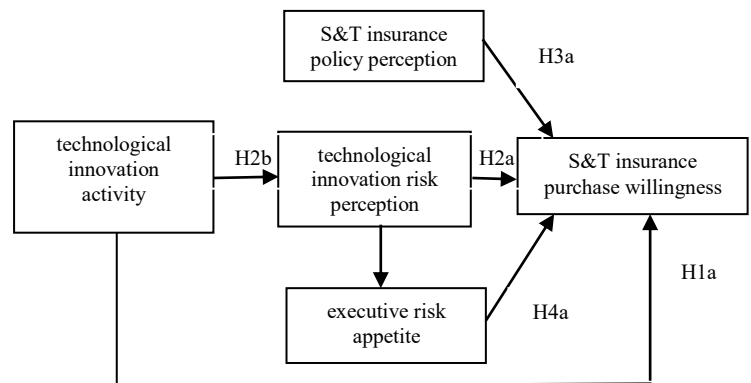 S&T insurance
policy perception
H3a
technological
innovation
activity
H2b
technological
innovation risk
perception
H2a
S&T insurance
purchase willingness
H1a
executive risk
appetite
H4a